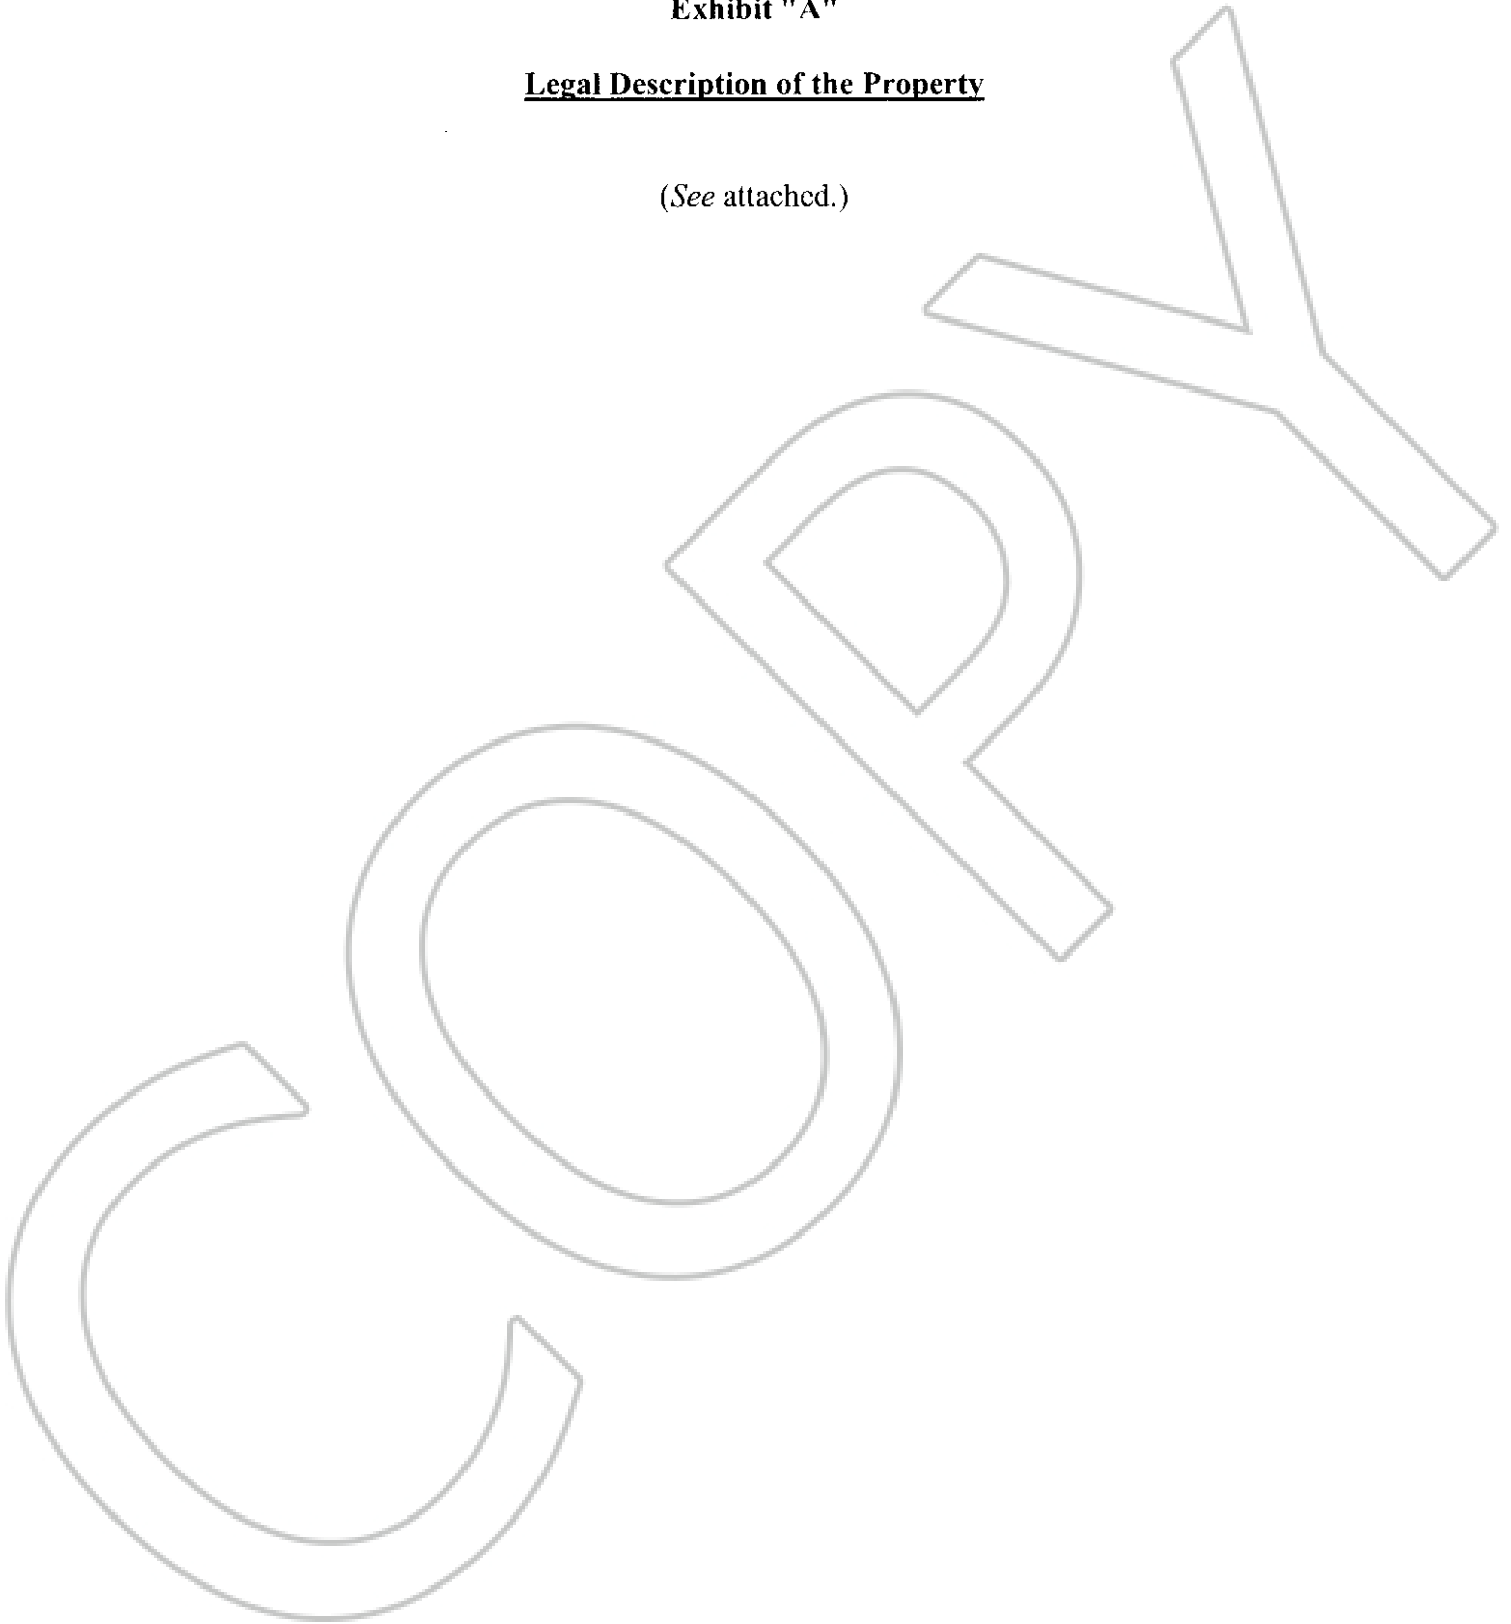 Exhibit "A"
Legal Description of the Property
(See attached.)
COPY